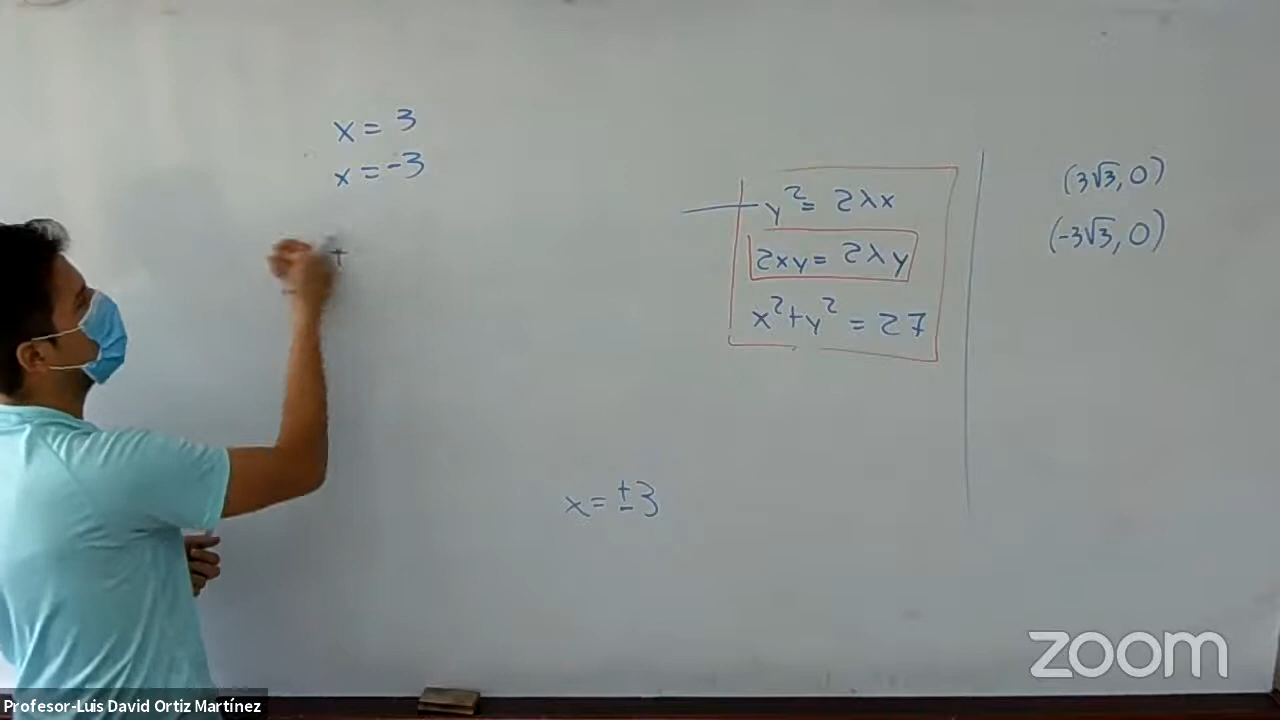 x = 3
x = -3
+
y² = 2λx
2xy = 2λy
x² + y² = 27
(3√3, 0)
(-3√3, 0)
x = ±3
zoom
Profesor-Luis David Ortiz Martínez